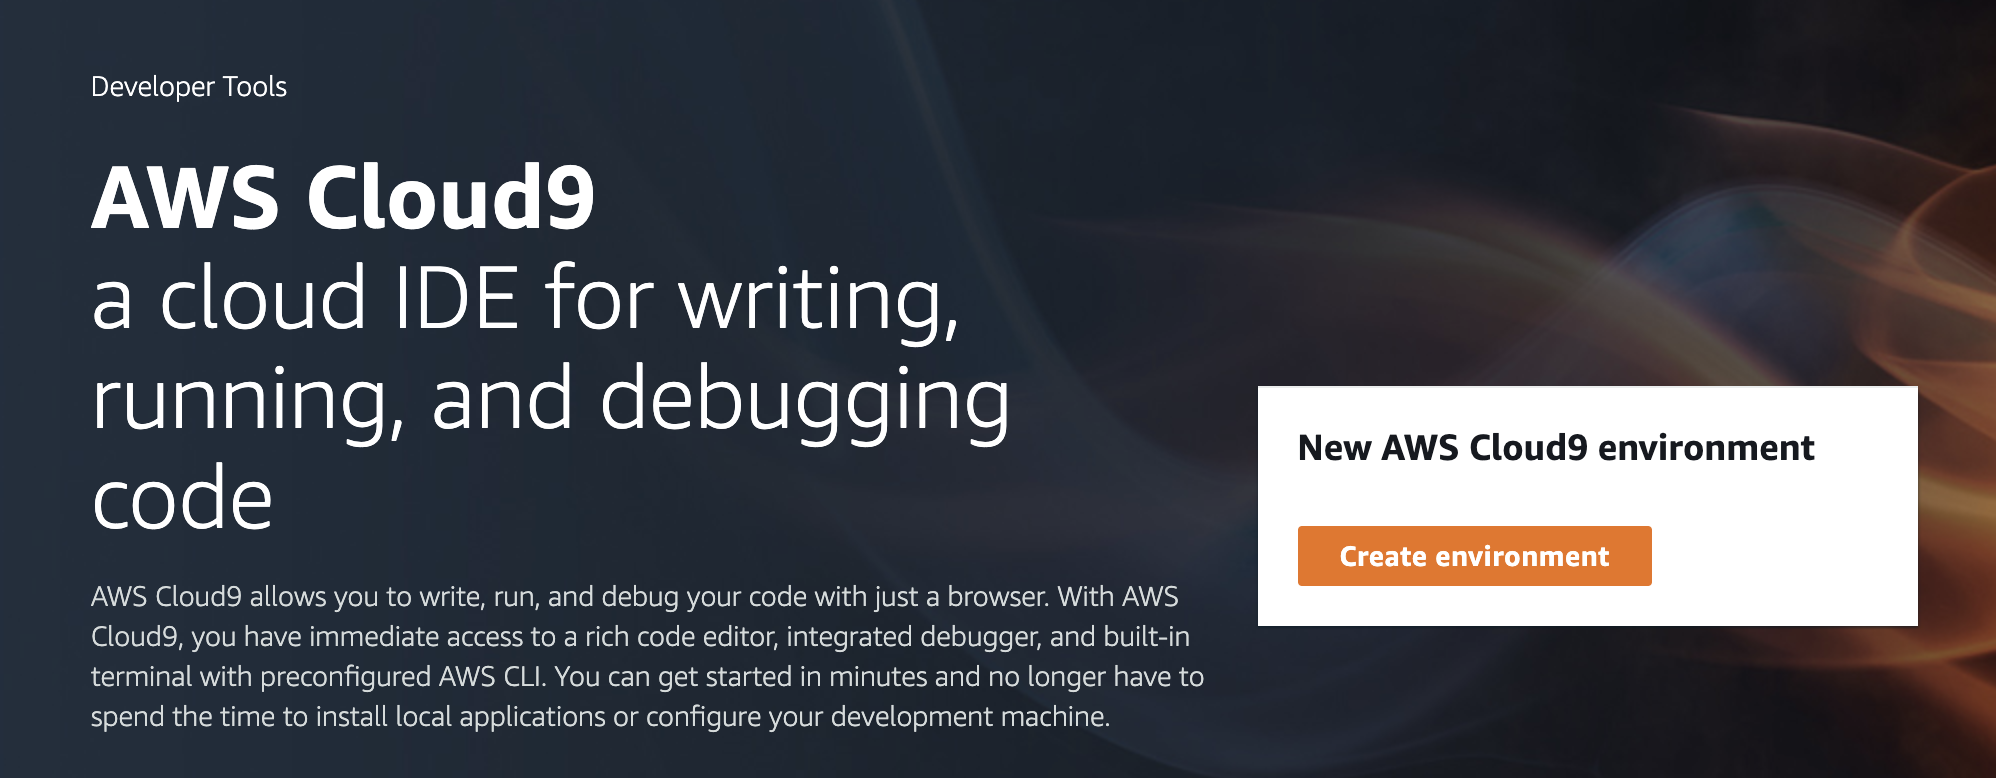 Developer Tools
AWS Cloud9
a cloud IDE for writing,
running, and debugging
code
AWS Cloud9 allows you to write, run, and debug your code with just a browser. With AWS
Cloud9, you have immediate access to a rich code editor, integrated debugger, and built-in
terminal with preconfigured AWS CLI. You can get started in minutes and no longer have to
spend the time to install local applications or configure your development machine.
New AWS Cloud9 environment
Create environment